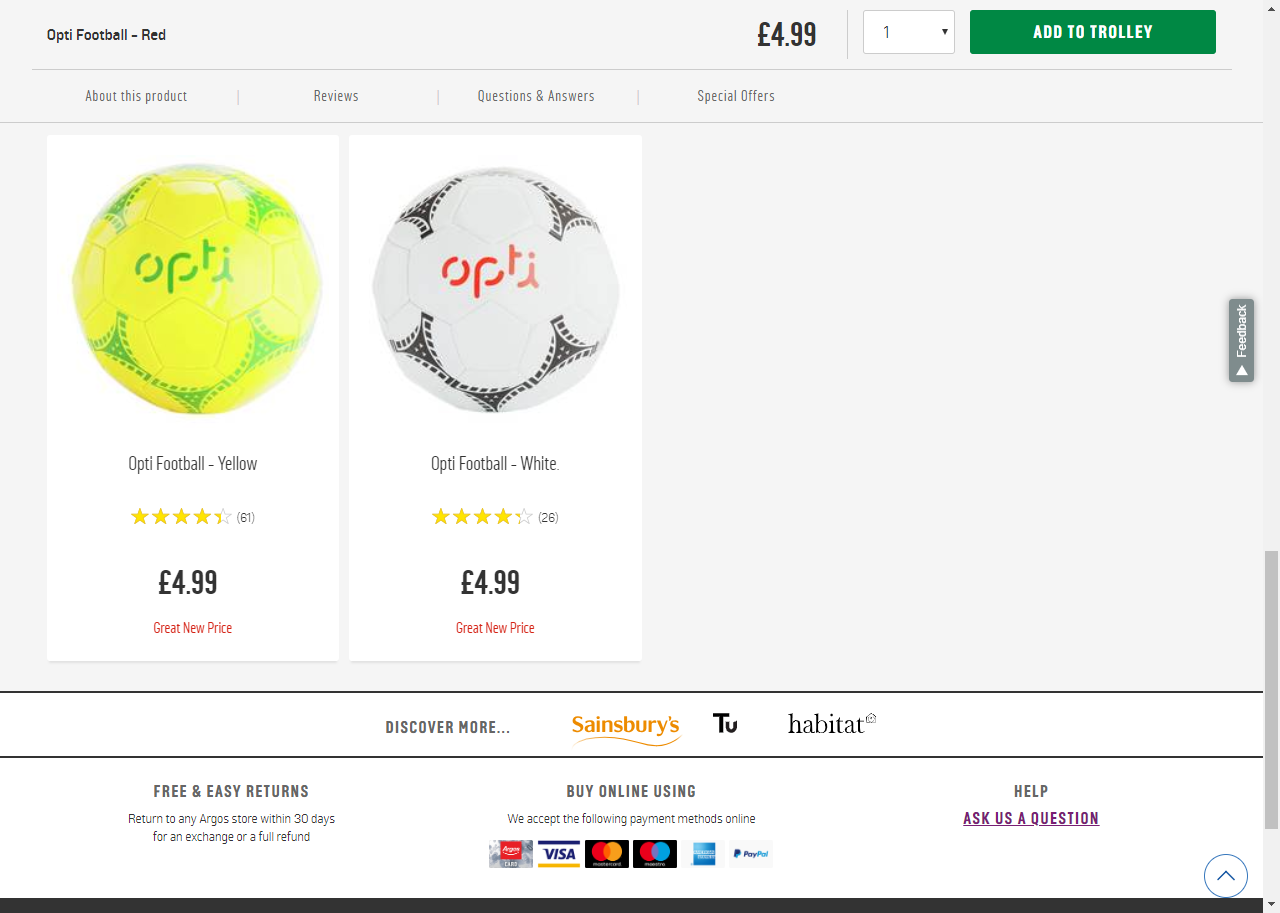 Opti Football - Red
£4.99
1
ADD TO TROLLEY
About this product
Reviews
Questions & Answers
Special Offers
opti
opti
Feedback
Opti Football - Yellow
Opti Football - White.
(61)
(26)
£4.99
£4.99
Great New Price
Great New Price
DISCOVER MORE...
Sainsbury's
Tu
habitat
FREE & EASY RETURNS
Return to any Argos store within 30 days
for an exchange or a full refund
BUY ONLINE USING
We accept the following payment methods online
Argos
CARD
VISA
mastercard
maestro
PayPal
HELP
ASK US A QUESTION